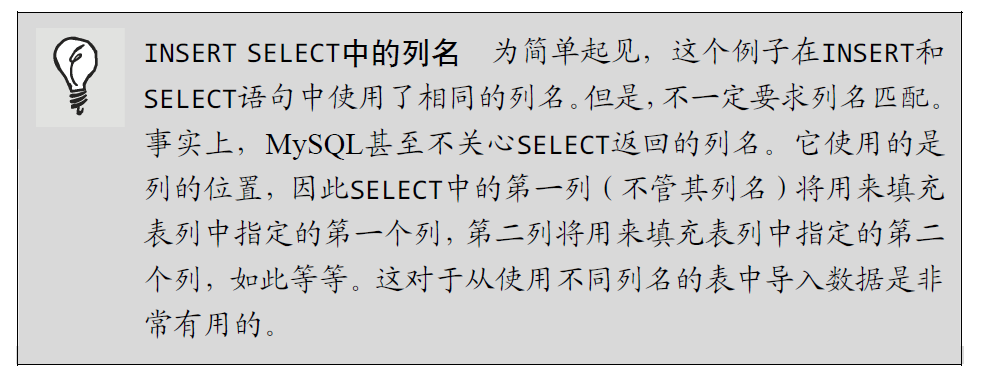 INSERT SELECT中的列名 为简单起见，这个例子在INSERT和
SELECT语句中使用了相同的列名。但是，不一定要求列名匹配。
事实上，MySQL甚至不关心SELECT返回的列名。它使用的是
列的位置，因此SELECT中的第一列（不管其列名）将用来填充
表列中指定的第一个列，第二列将用来填充表列中指定的第二
个列，如此等等。这对于从使用不同列名的表中导入数据是非
常有用的。